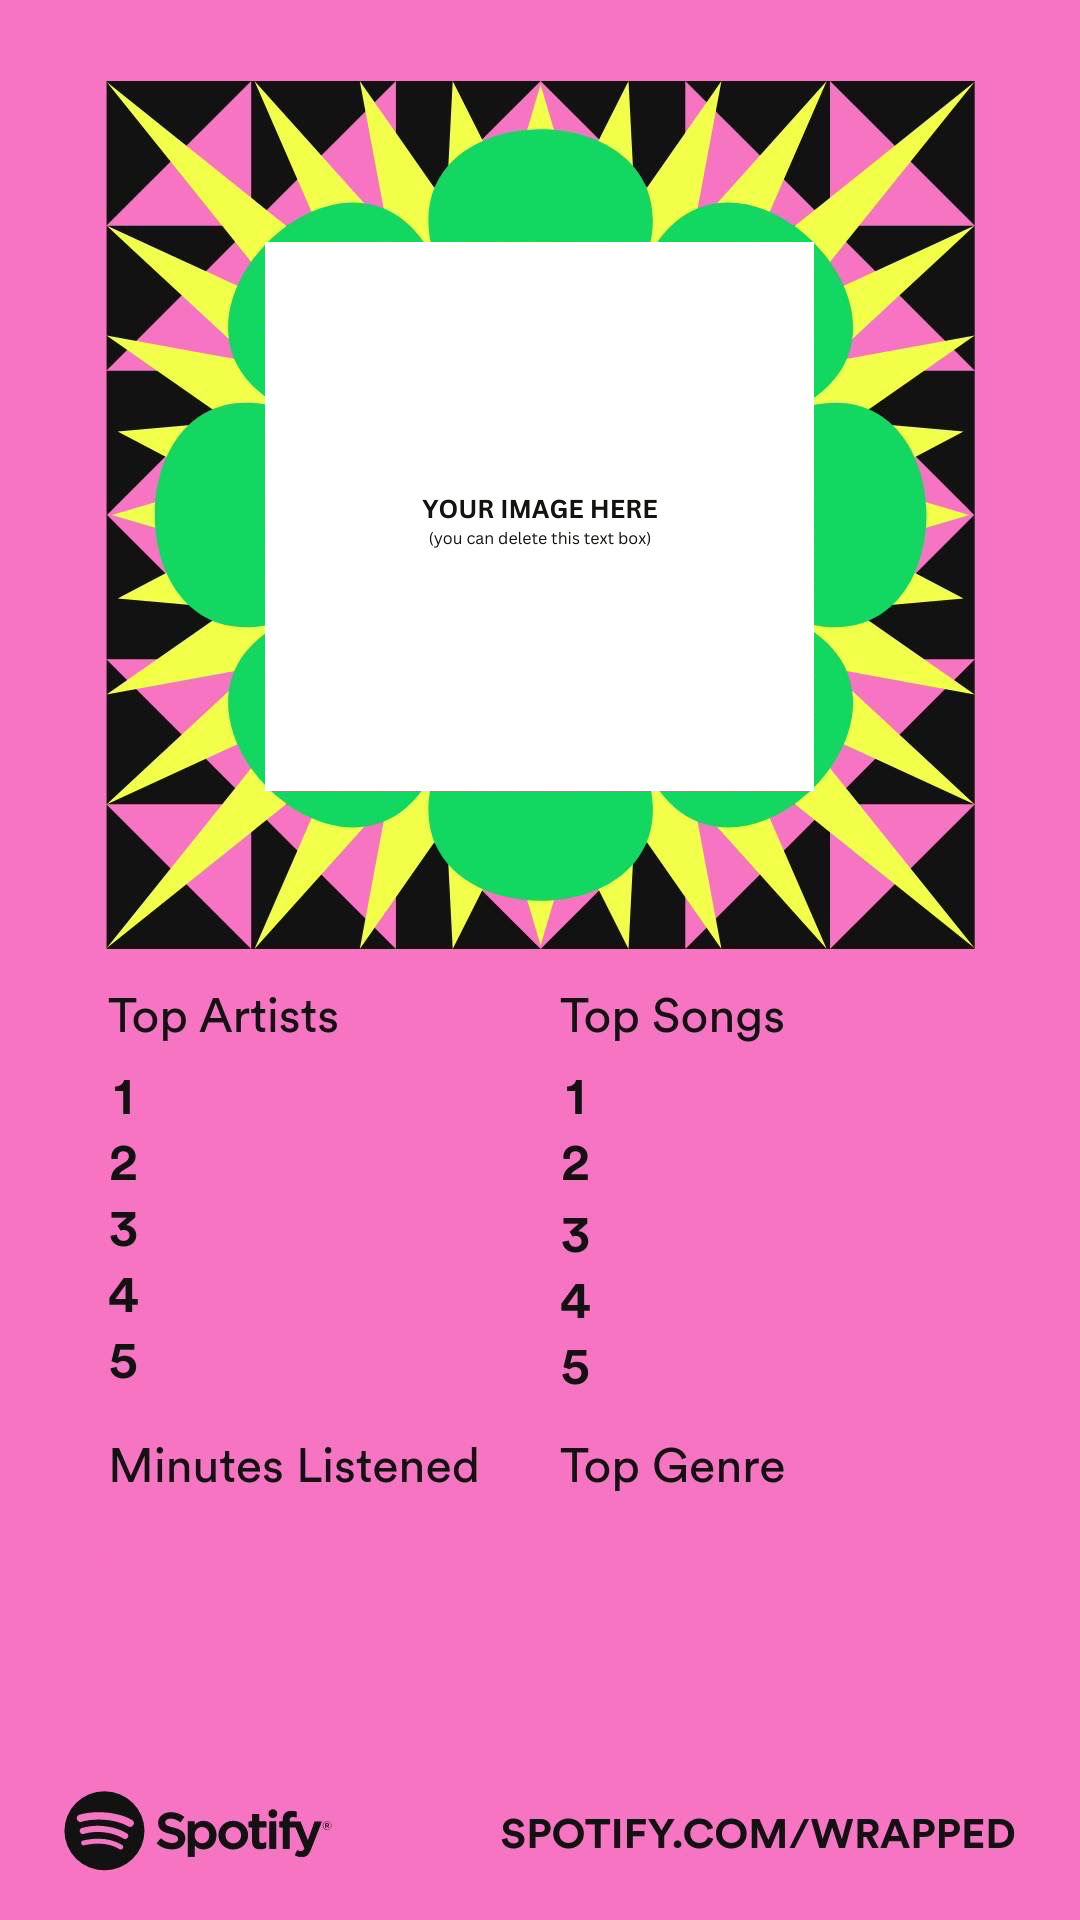 YOUR IMAGE HERE
(you can delete this text box)
Top Artists
1
2
3
4
5
Top Songs
1
2
3
4
5
Minutes Listened
Top Genre
Spotify®
SPOTIFY.COM/WRAPPED